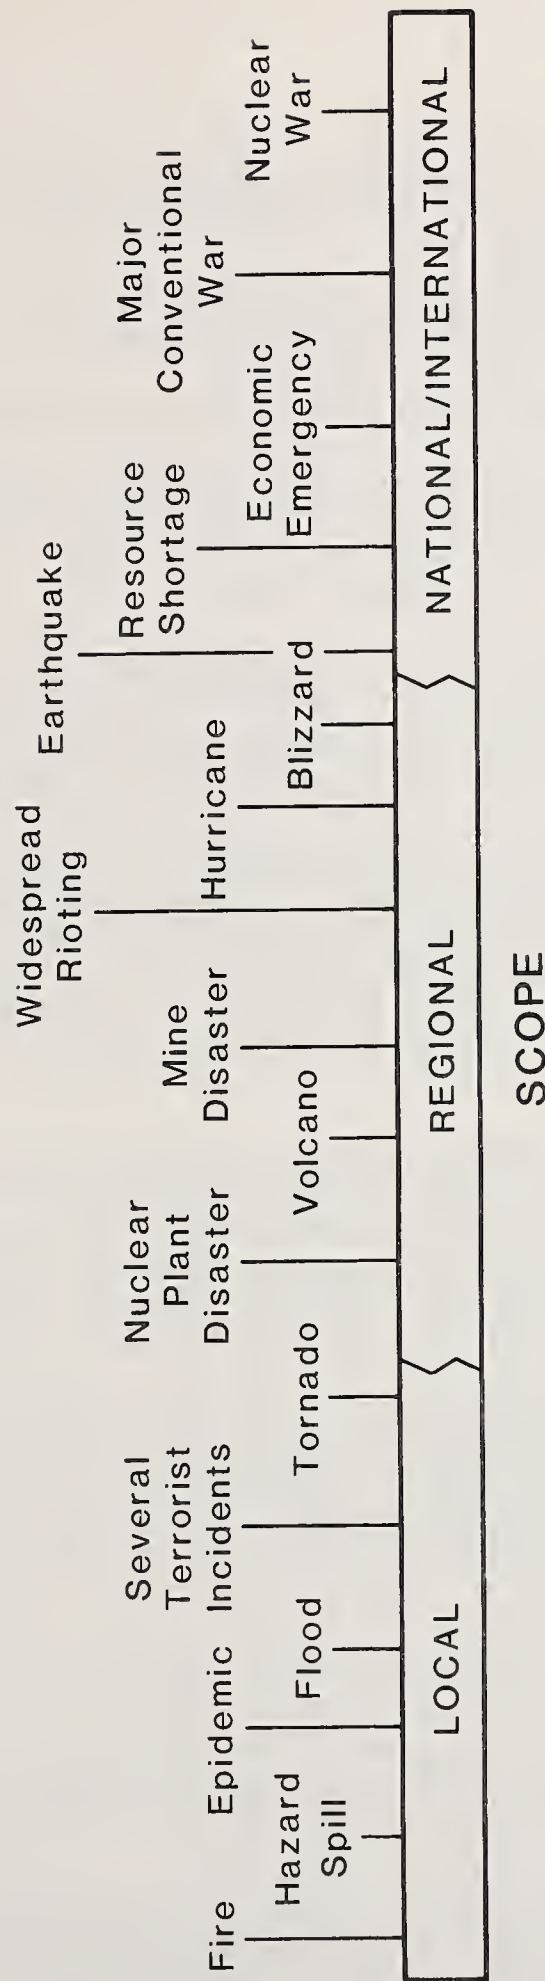 Fire
Hazard
Spill
Epidemic
Flood
Several
Terrorist
Incidents
Tornado
Nuclear
Plant
Disaster
Volcano
Mine
Disaster
Widespread
Rioting
Hurricane
Blizzard
Earthquake
Resource
Shortage
Economic
Emergency
Major
Conventional
War
Nuclear
War
LOCAL
REGIONAL
NATIONAL/INTERNATIONAL
SCOPE